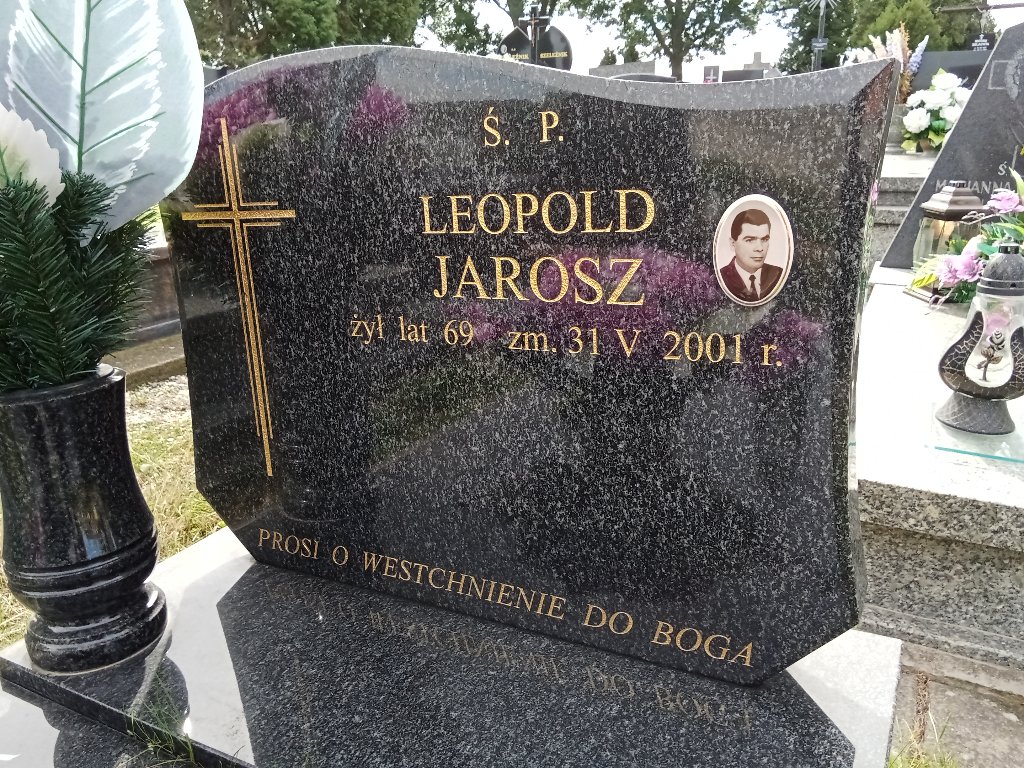 Ś. P.
LEOPOLD
JAROSZ
żył lat 69 zm. 31 V 2001 r.
PROSI O WESTCHNIENIE DO BOGA